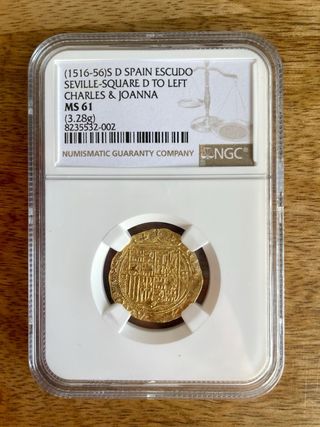 (1516-56)S D SPAIN ESCUDO
SEVILLE-SQUARE D TO LEFT
CHARLES & JOANNA
MS 61
(3.28g)
8235532-002
NUMISMATIC GUARANTY COMPANY
NGC